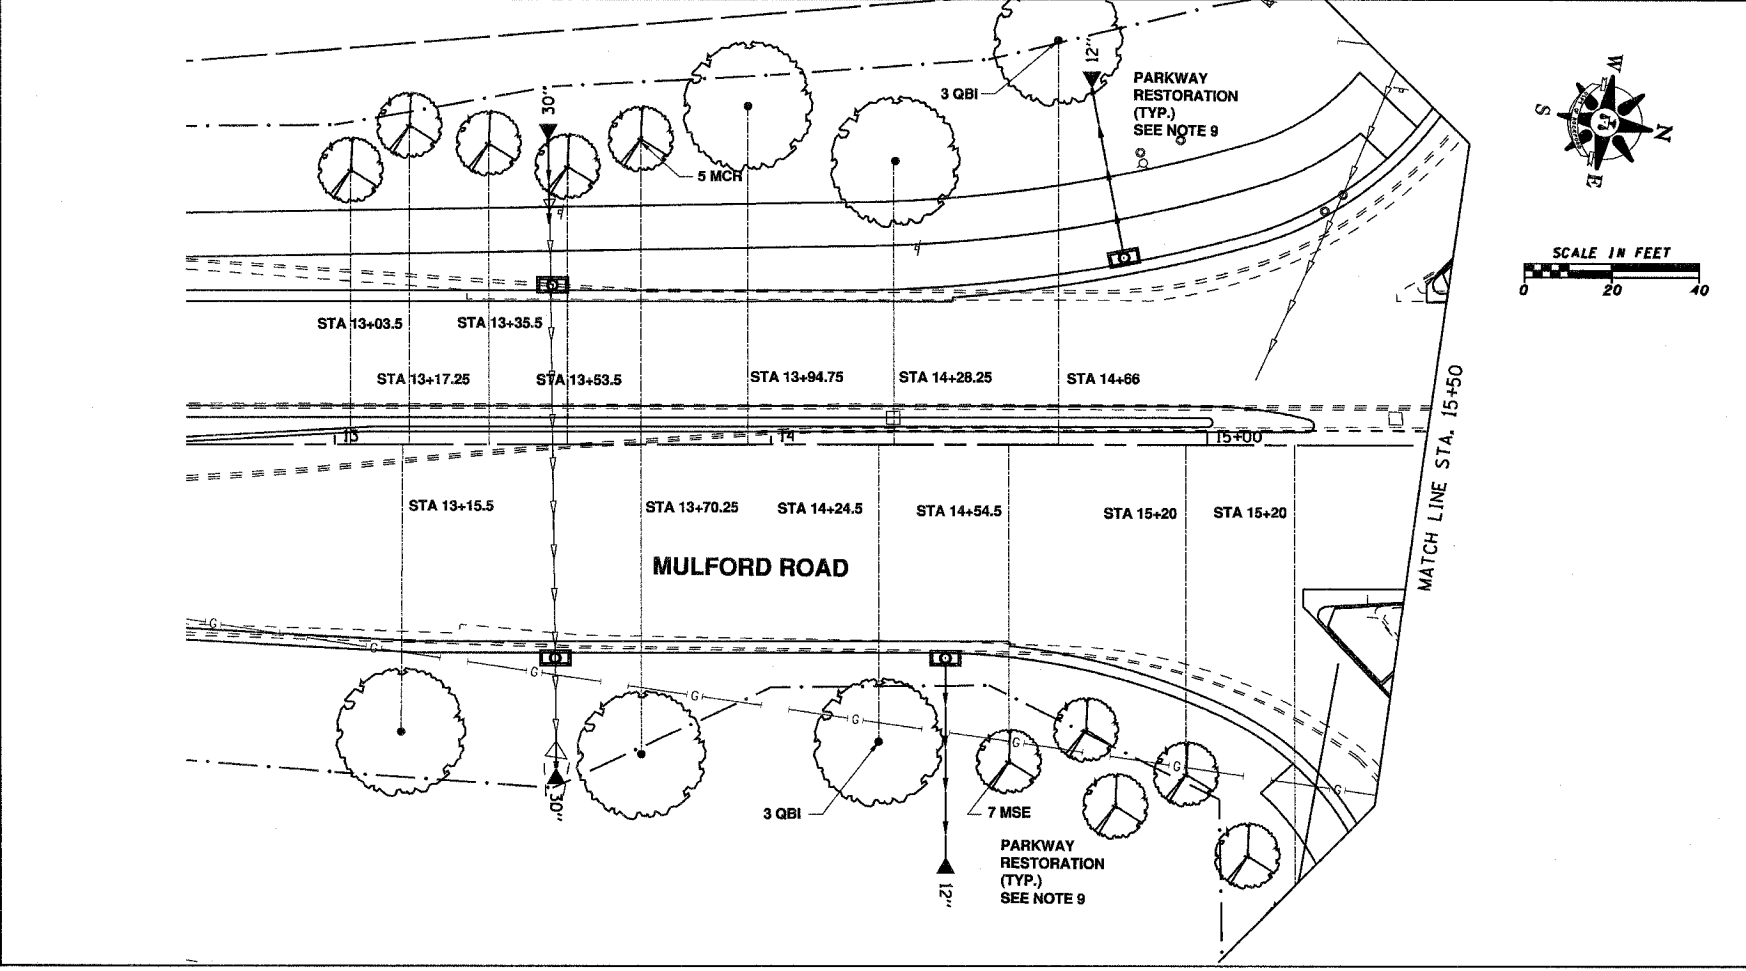 30"
12"
PARKWAY
RESTORATION
(TYP.)
SEE NOTE 9
3 QBI
5 MCR
W
S
N
E
SCALE IN FEET
0 20 40
STA 13+03.5
STA 13+35.5
STA 13+17.25
STA 13+53.5
STA 13+94.75
STA 14+28.25
STA 14+66
MATCH LINE STA. 15+50
13
14
15+00
STA 13+15.5
STA 13+70.25
STA 14+24.5
STA 14+54.5
STA 15+20
STA 15+20
MULFORD ROAD
G
G
G
G
G
G
G
G
30"
3 QBI
7 MSE
PARKWAY
RESTORATION
(TYP.)
SEE NOTE 9
12"